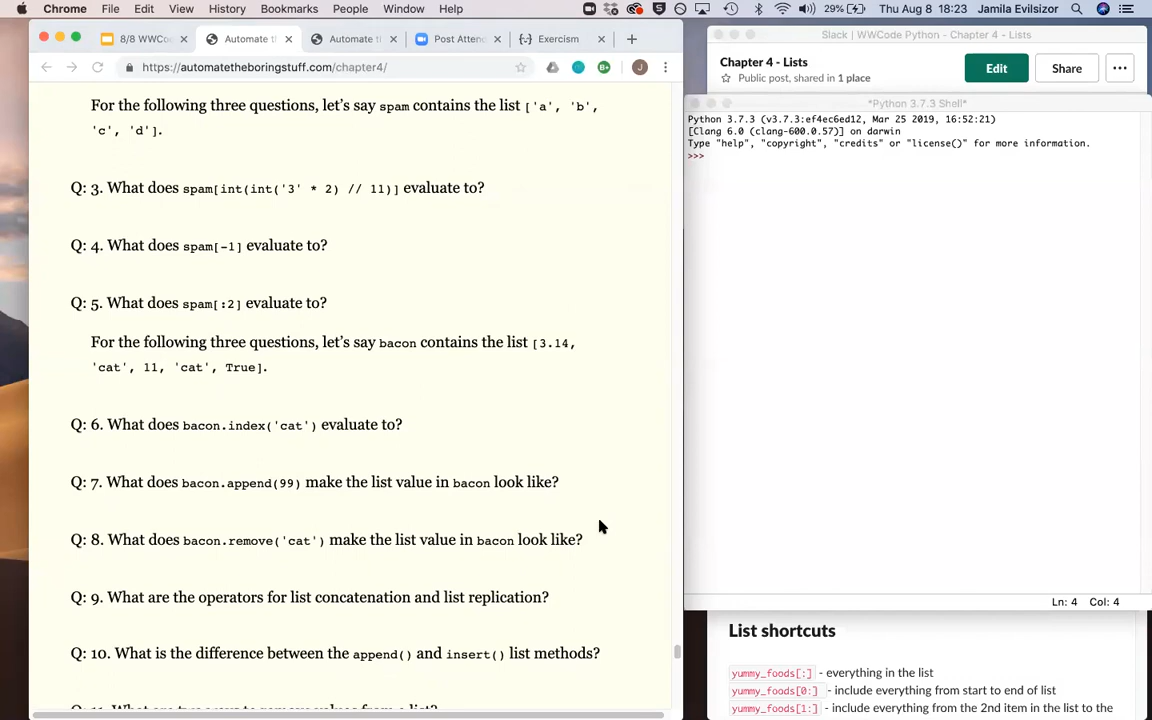 Chrome File Edit View History Bookmarks People Window Help 29% Thu Aug 8 18:23 Jamila Evilsizor
8/8 WWCo
Automate t
Automate t
Post Atten
{·/} Exercism
https://automatetheboringstuff.com/chapter4/
J
For the following three questions, let's say spam contains the list ['a', 'b',
'c', 'd'].
Q: 3. What does spam[int(int('3' * 2) // 11)] evaluate to?
Q: 4. What does spam[-1] evaluate to?
Q: 5. What does spam[:2] evaluate to?
For the following three questions, let's say bacon contains the list [3.14,
'cat', 11, 'cat', True].
Q: 6. What does bacon.index('cat') evaluate to?
Q: 7. What does bacon.append(99) make the list value in bacon look like?
Q: 8. What does bacon.remove('cat') make the list value in bacon look like?
Q: 9. What are the operators for list concatenation and list replication?
Q: 10. What is the difference between the append() and insert() list methods?
Slack | WWCode Python - Chapter 4 - Lists
Chapter 4 - Lists
Public post, shared in 1 place
Edit
Share
*Python 3.7.3 Shell*
Python 3.7.3 (v3.7.3:ef4ec6ed12, Mar 25 2019, 16:52:21)
[Clang 6.0 (clang-600.0.57)] on darwin
Type "help", "copyright", "credits" or "license()" for more information.
>>>
Ln: 4 Col: 4
List shortcuts
yummy_foods[:] - everything in the list
yummy_foods[0:] - include everything from start to end of list
yummy_foods[1:] - include everything from the 2nd item in the list to the